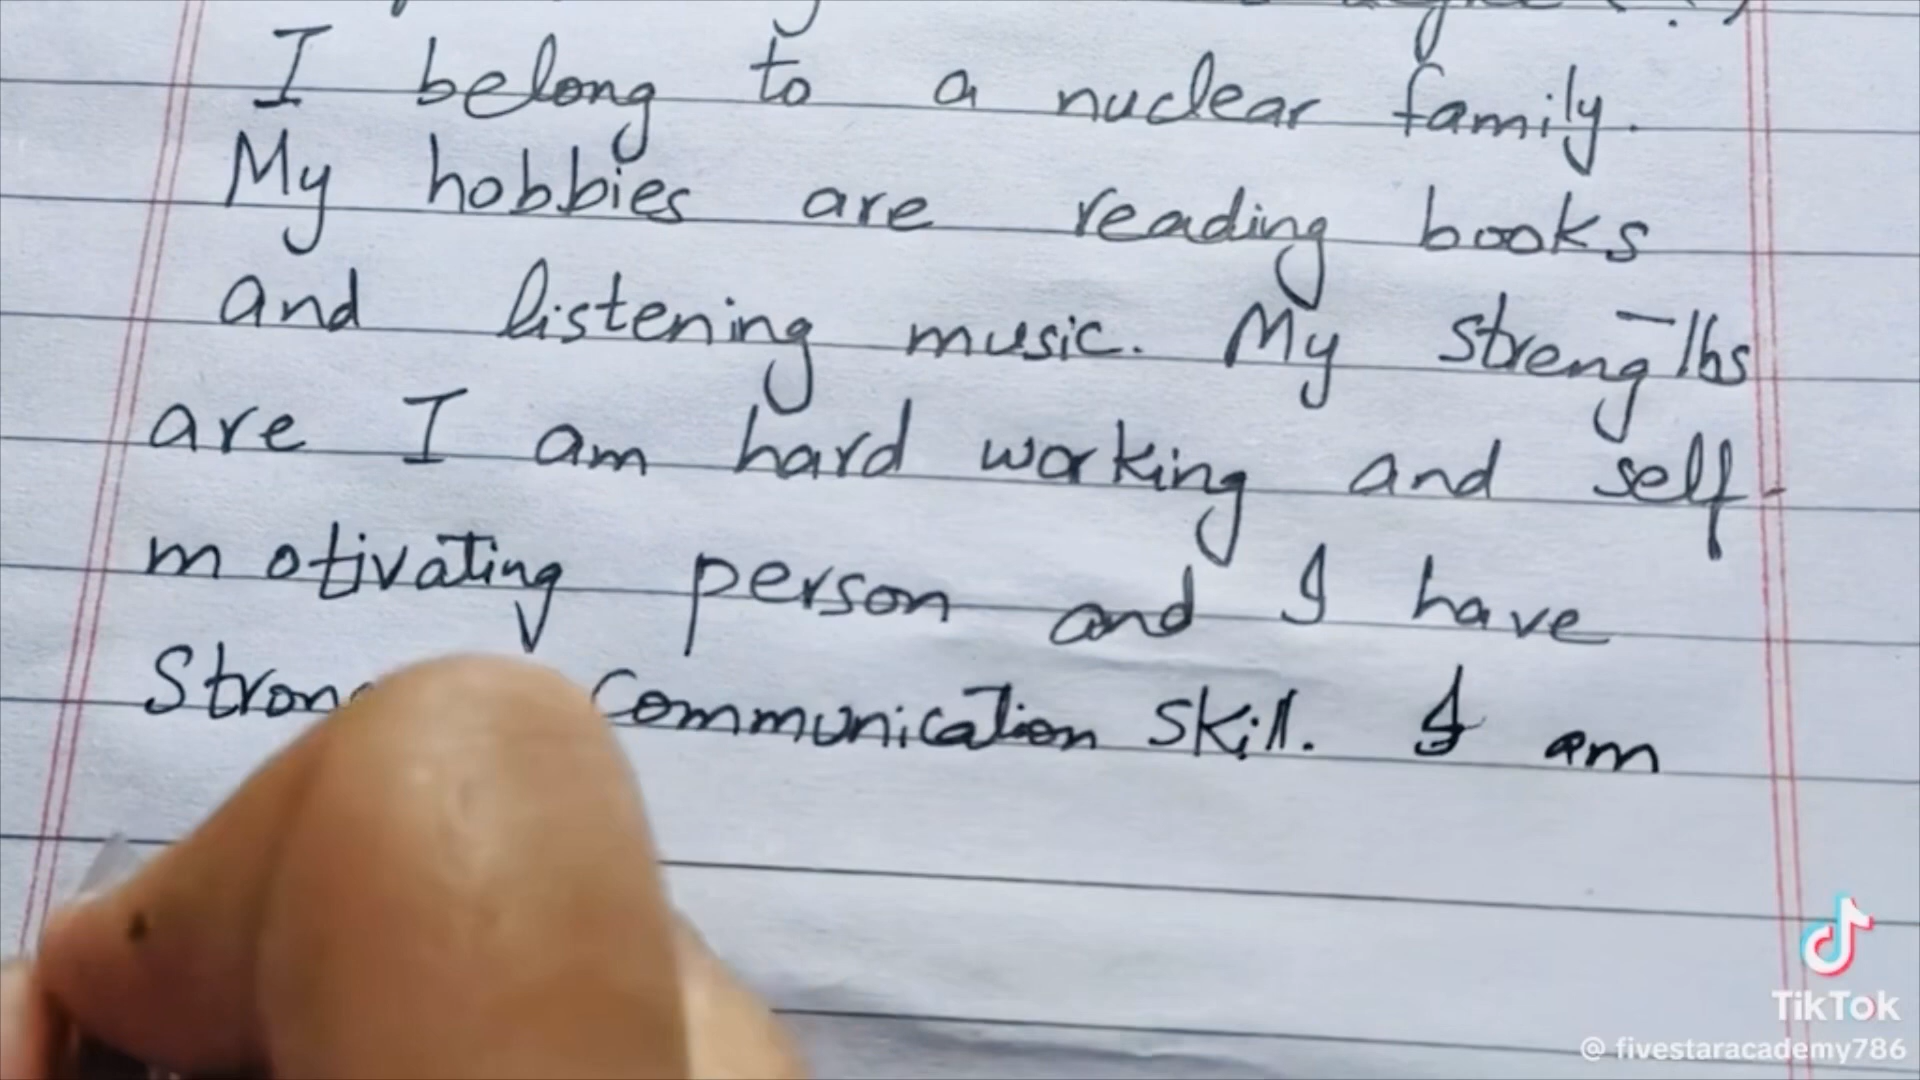 I belong to a nuclear family.
My hobbies are reading books
and listening music. My strengths
are I am hard working and self-
motivating person and I have
communication skill. I am
TikTok
@ fivestaracademy786